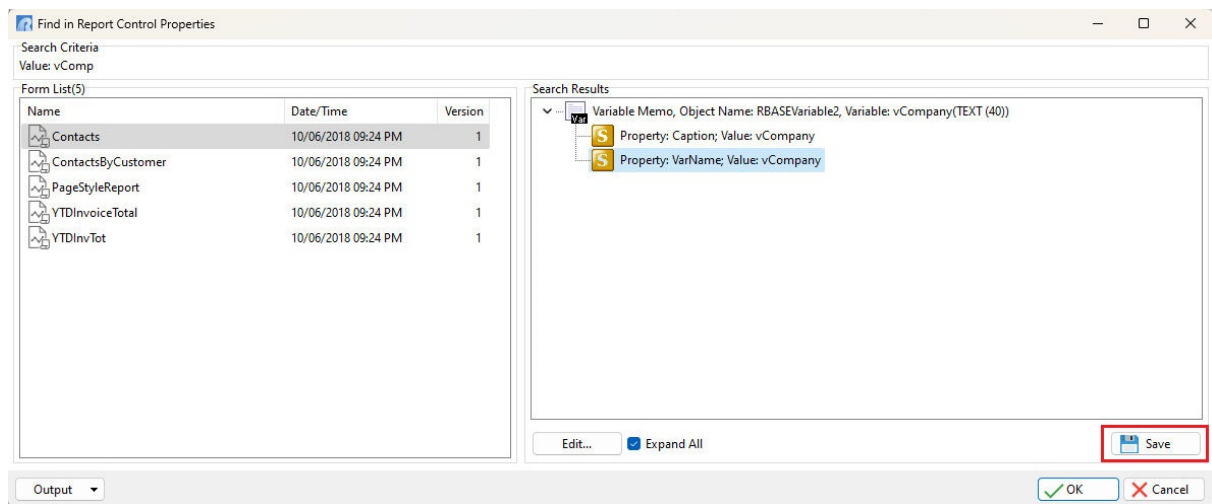 Find in Report Control Properties
Search Criteria
Value: vComp
Form List(5)
Name Date/Time Version
Contacts 10/06/2018 09:24 PM 1
ContactsByCustomer 10/06/2018 09:24 PM 1
PageStyleReport 10/06/2018 09:24 PM 1
YTDInvoiceTotal 10/06/2018 09:24 PM 1
YTDInvTot 10/06/2018 09:24 PM 1
Search Results
Var
Variable Memo, Object Name: RBASEVariable2, Variable: vCompany(TEXT (40))
S Property: Caption; Value: vCompany
S Property: VarName; Value: vCompany
Edit... Expand All Save
Output OK Cancel